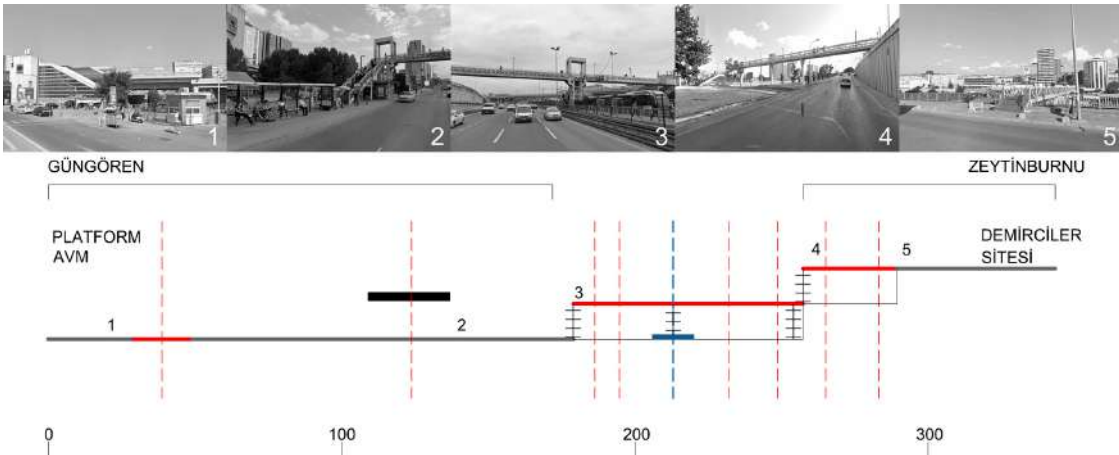 1
2
3
4
5
GÜNGÖREN
ZEYTİNBURNU
PLATFORM
AVM
DEMİRCİLER
SİTESİ
1
2
3
4
5
0
100
200
300